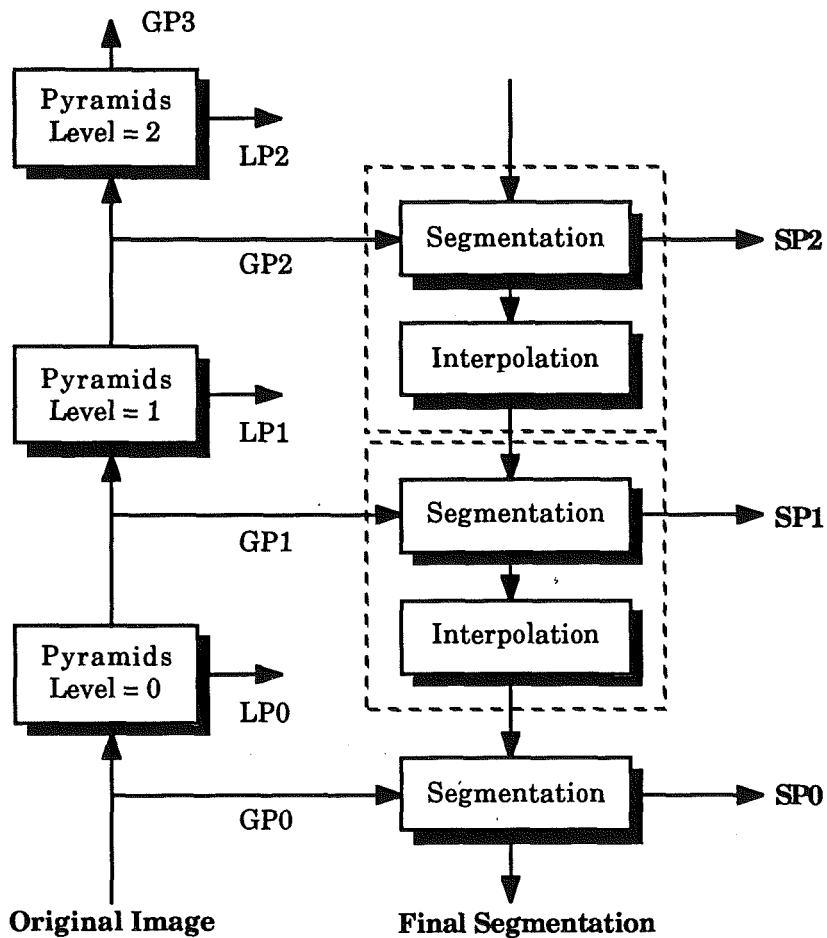 GP3
Pyramids
Level = 2
LP2
Segmentation
SP2
GP2
Interpolation
Pyramids
Level = 1
LP1
Segmentation
SP1
GP1
Interpolation
Pyramids
Level = 0
LP0
Segmentation
SP0
GP0
Original Image
Final Segmentation